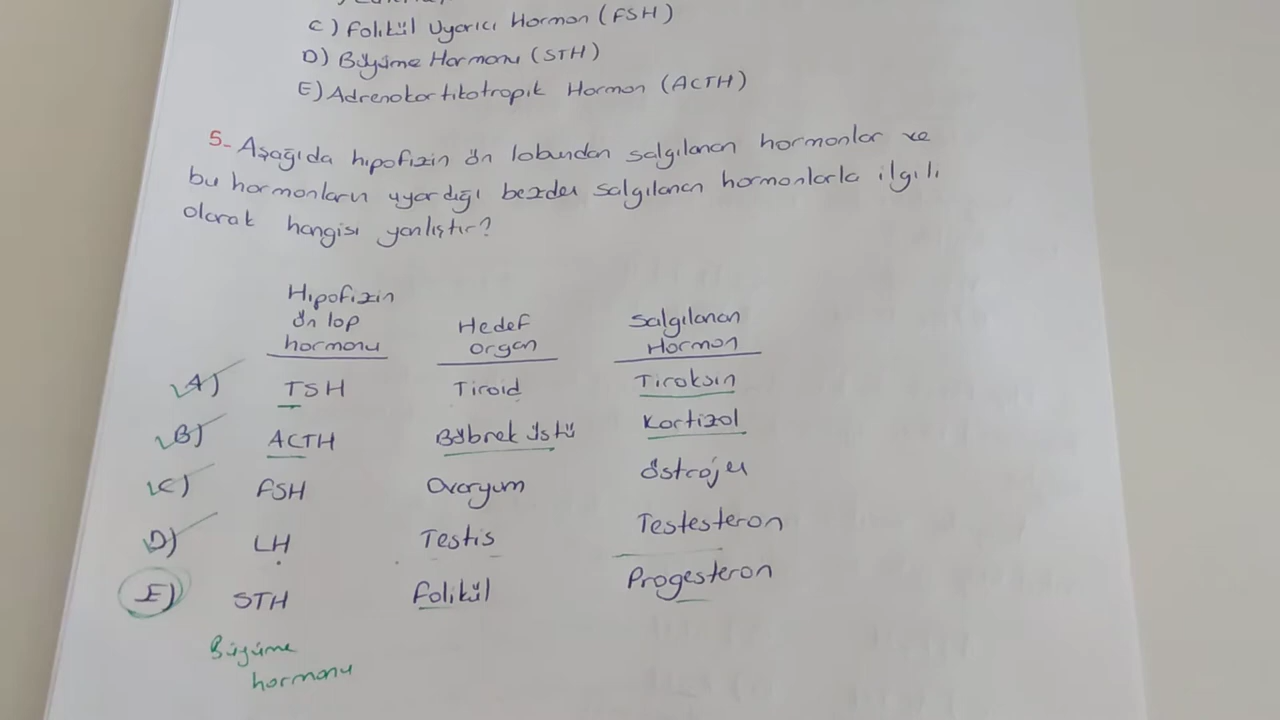 C) Folikül Uyarıcı Hormon (FSH)
D) Büyüme Hormonu (STH)
E) Adrenokortikotropik Hormon (ACTH)
5- Aşağıda hipofizin ön lobundan salgılanan hormonlar ve
bu hormonların uyardığı bezden salgılanan hormonlarla ilgili
olarak hangisi yanlıştır?
Hipofizin
ön lop
hormonu
Hedef
organ
Salgılanan
Hormon
A) TSH Tiroid Tiroksin
B) ACTH Böbrek üstü Kortizol
C) FSH Ovaryum Östrojen
D) LH Testis Testesteron
E) STH Folikül Progesteron
Büyüme
hormonu